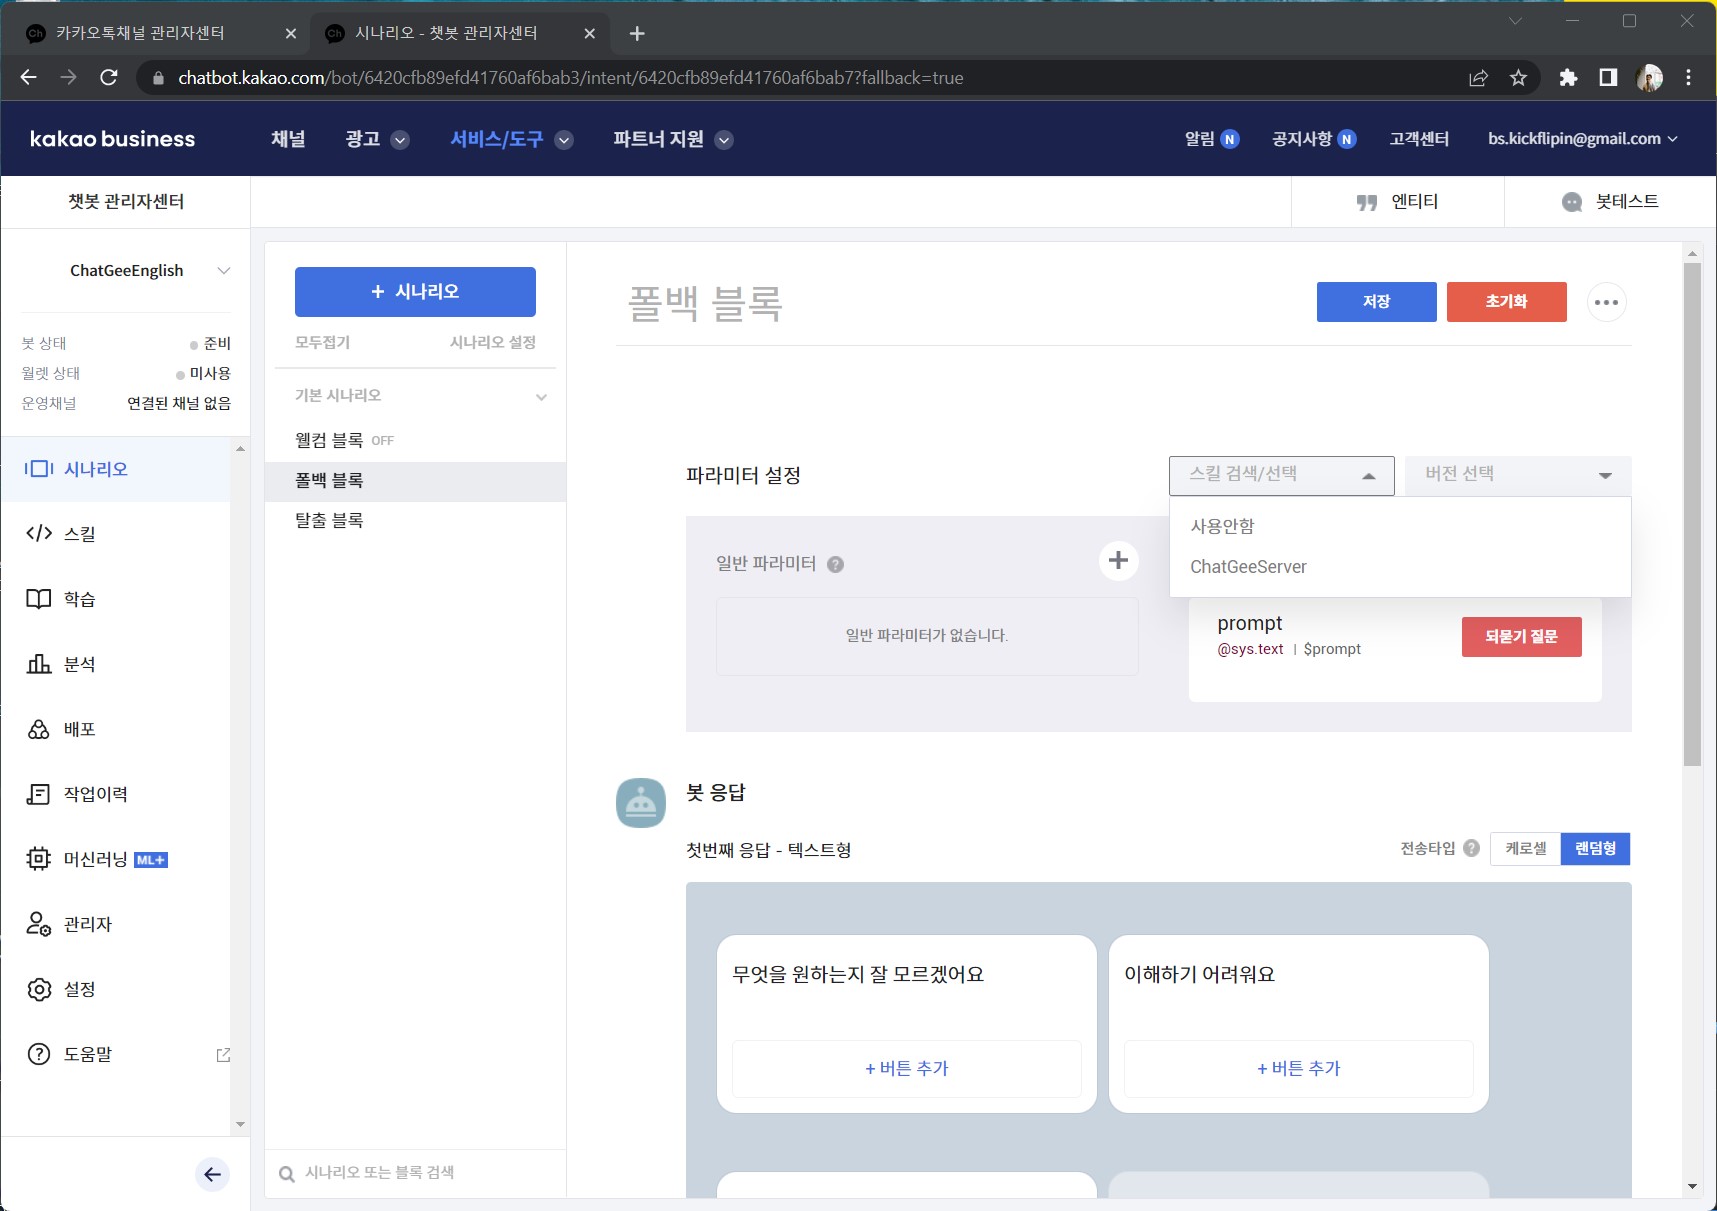 카카오톡채널 관리자센터
시나리오 - 챗봇 관리자센터
chatbot.kakao.com/bot/6420cfb89efd41760af6bab3/intent/6420cfb89efd41760af6bab7?fallback=true
kakao business
채널
광고
서비스/도구
파트너 지원
알림 N
공지사항 N
고객센터
bs.kickflipin@gmail.com
챗봇 관리자센터
엔티티
봇테스트
ChatGeeEnglish
봇 상태
준비
월렛 상태
미사용
운영채널
연결된 채널 없음
시나리오
스킬
학습
분석
배포
작업이력
머신러닝 ML+
관리자
설정
도움말
+ 시나리오
모두접기
시나리오 설정
기본 시나리오
웰컴 블록 OFF
폴백 블록
탈출 블록
시나리오 또는 블록 검색
폴백 블록
저장
초기화
파라미터 설정
스킬 검색/선택
버전 선택
사용안함
ChatGeeServer
일반 파라미터 ?
일반 파라미터가 없습니다.
prompt
@sys.text | $prompt
되묻기 질문
봇 응답
첫번째 응답 - 텍스트형
전송타입 ?
케로셀
랜덤형
무엇을 원하는지 잘 모르겠어요
이해하기 어려워요
+ 버튼 추가
+ 버튼 추가